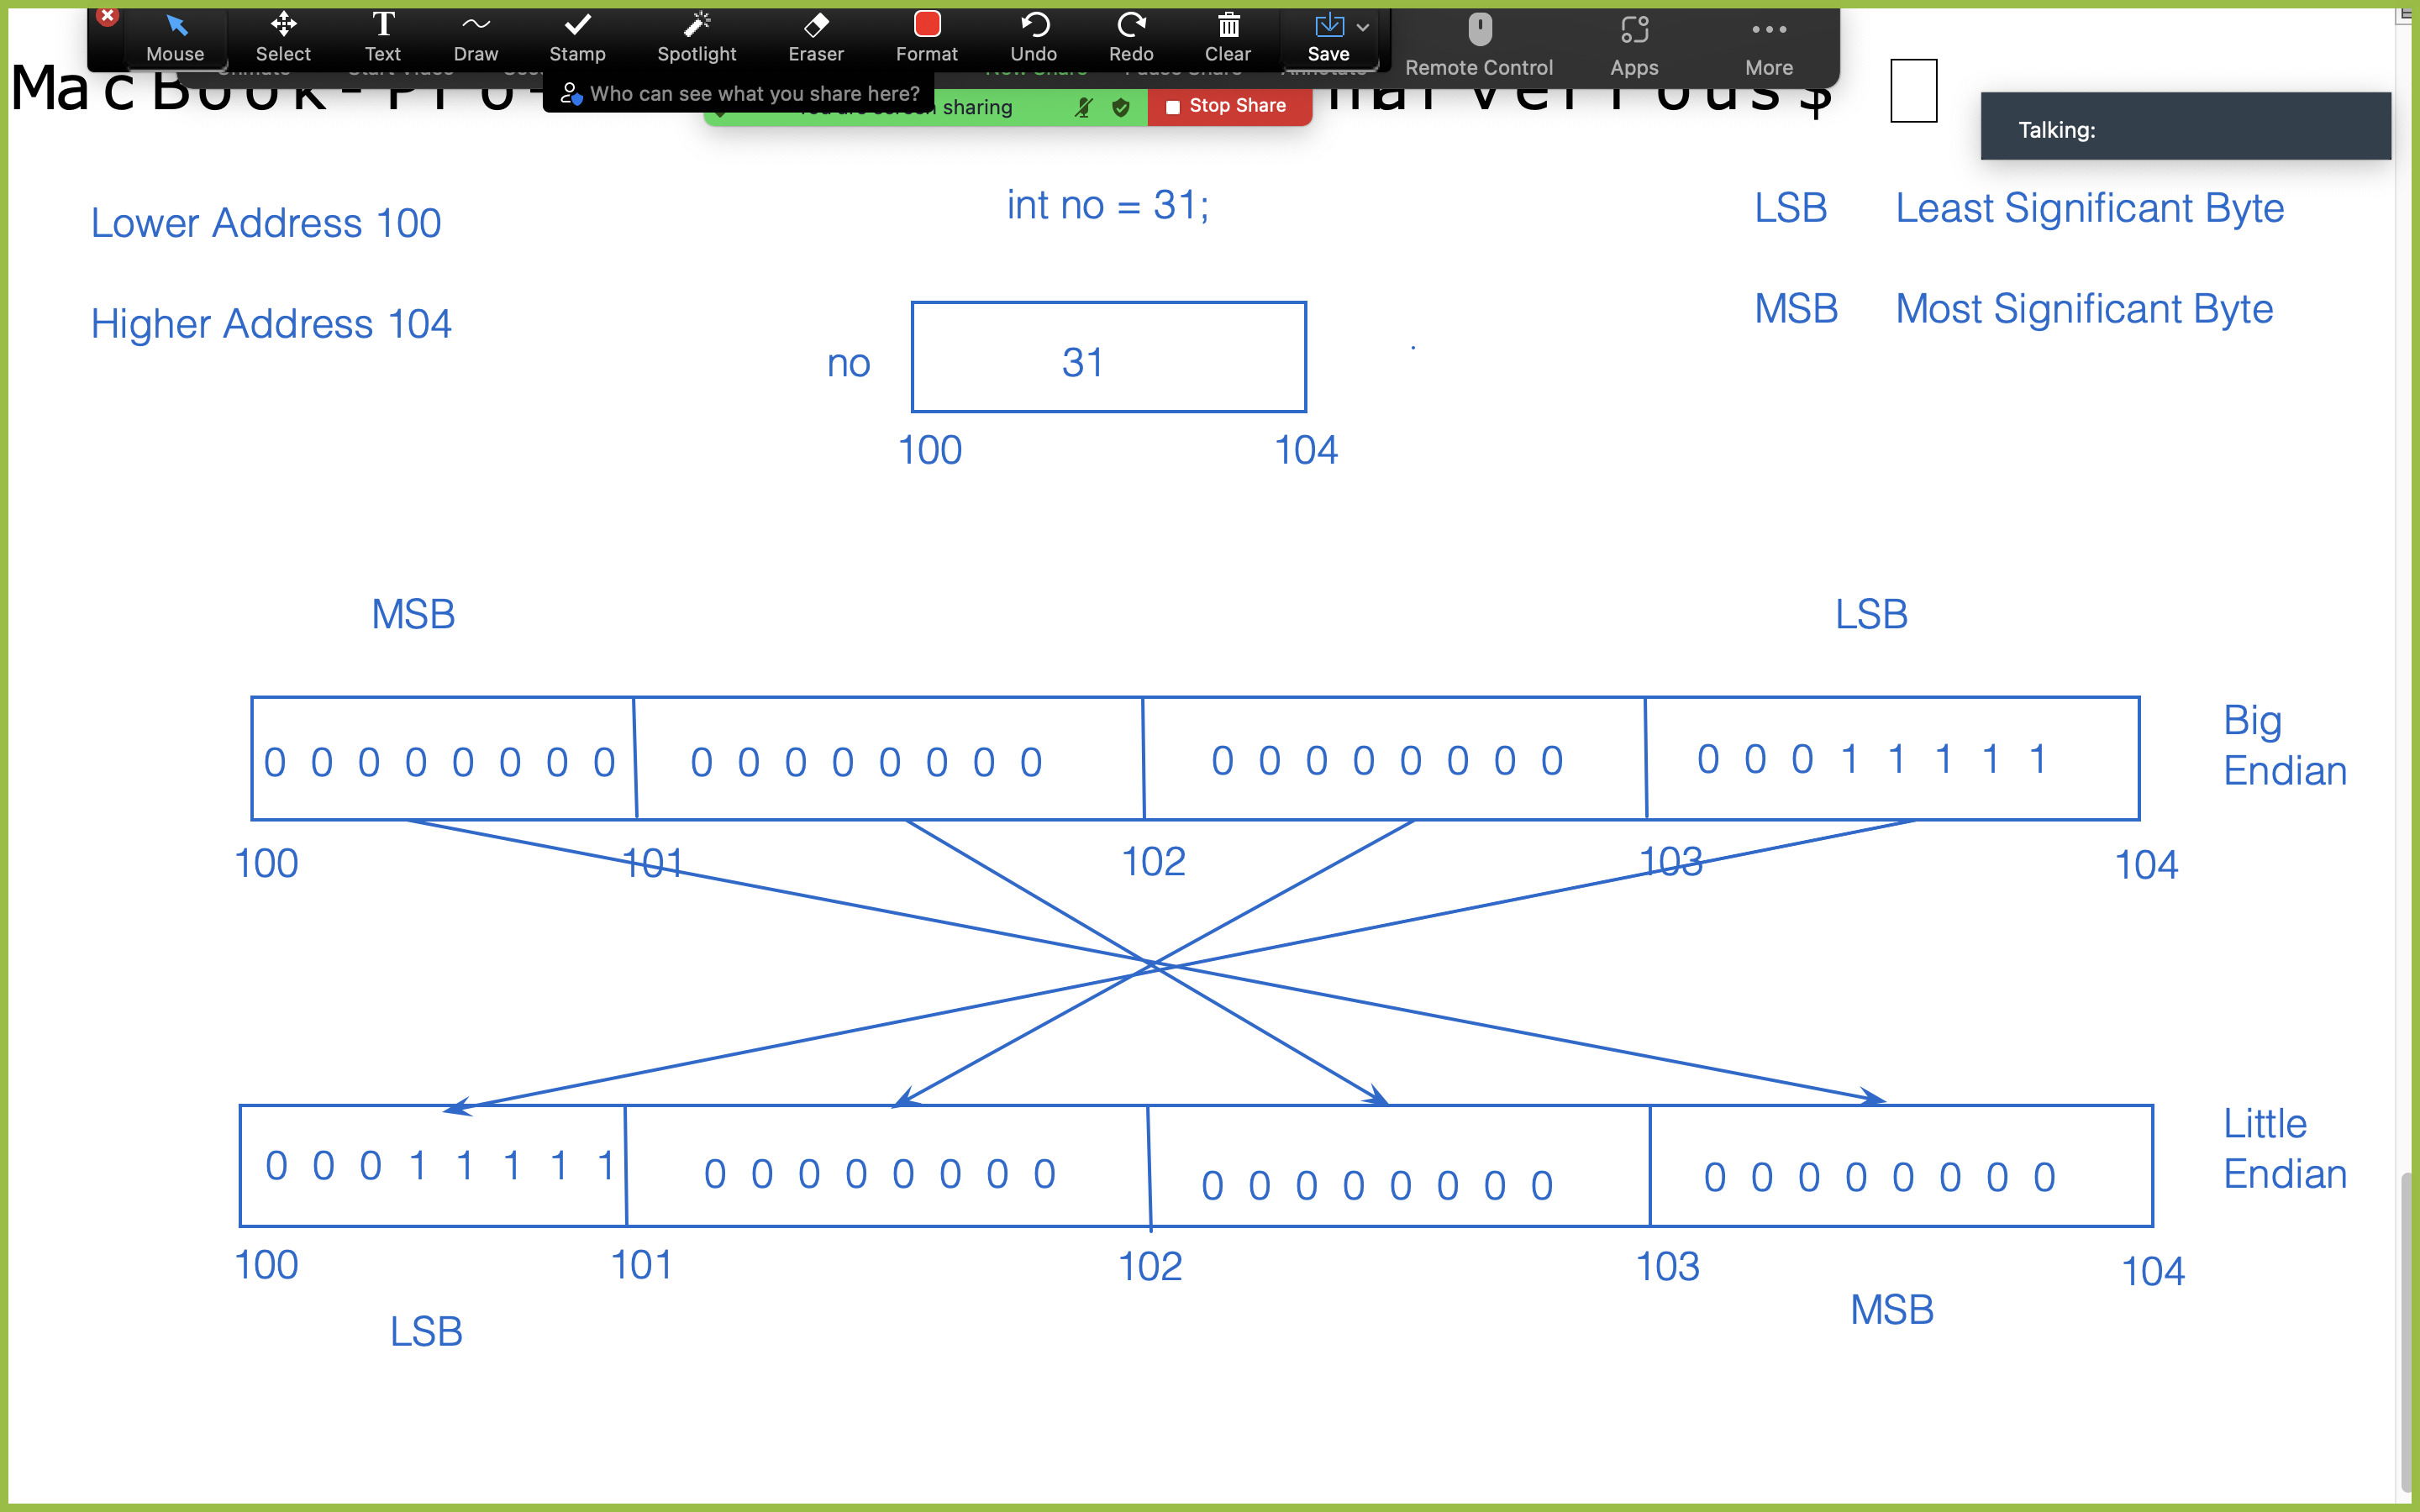 Mouse Select Text Draw Stamp Spotlight Eraser Format Undo Redo Clear Save Remote Control Apps More
Who can see what you share here?
sharing Stop Share
Talking:
int no = 31;
Lower Address 100
Higher Address 104
LSB Least Significant Byte
MSB Most Significant Byte
no 31
100 104
MSB LSB
0 0 0 0 0 0 0 0 0 0 0 0 0 0 0 0 0 0 0 0 0 0 0 0 0 0 0 1 1 1 1 1
Big
Endian
100 101 102 103 104
0 0 0 1 1 1 1 1 0 0 0 0 0 0 0 0 0 0 0 0 0 0 0 0 0 0 0 0 0 0 0 0
Little
Endian
100 101 102 103 104
LSB MSB